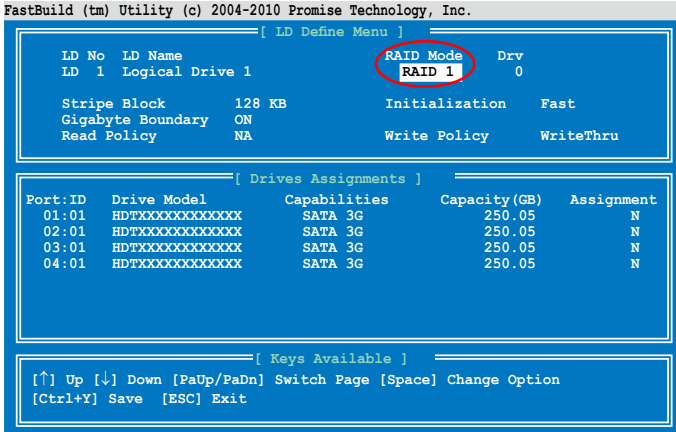 FastBuild (tm) Utility (c) 2004-2010 Promise Technology, Inc.
[ LD Define Menu ]
LD No LD Name RAID Mode Drv
LD 1 Logical Drive 1 RAID 1 0
Stripe Block 128 KB Initialization Fast
Gigabyte Boundary ON
Read Policy NA Write Policy WriteThru
[ Drives Assignments ]
Port:ID Drive Model Capabilities Capacity(GB) Assignment
01:01 HDTXXXXXXXXXXXX SATA 3G 250.05 N
02:01 HDTXXXXXXXXXXXX SATA 3G 250.05 N
03:01 HDTXXXXXXXXXXXX SATA 3G 250.05 N
04:01 HDTXXXXXXXXXXXX SATA 3G 250.05 N
[ Keys Available ]
[↑] Up [↓] Down [PaUp/PaDn] Switch Page [Space] Change Option
[Ctrl+Y] Save [ESC] Exit